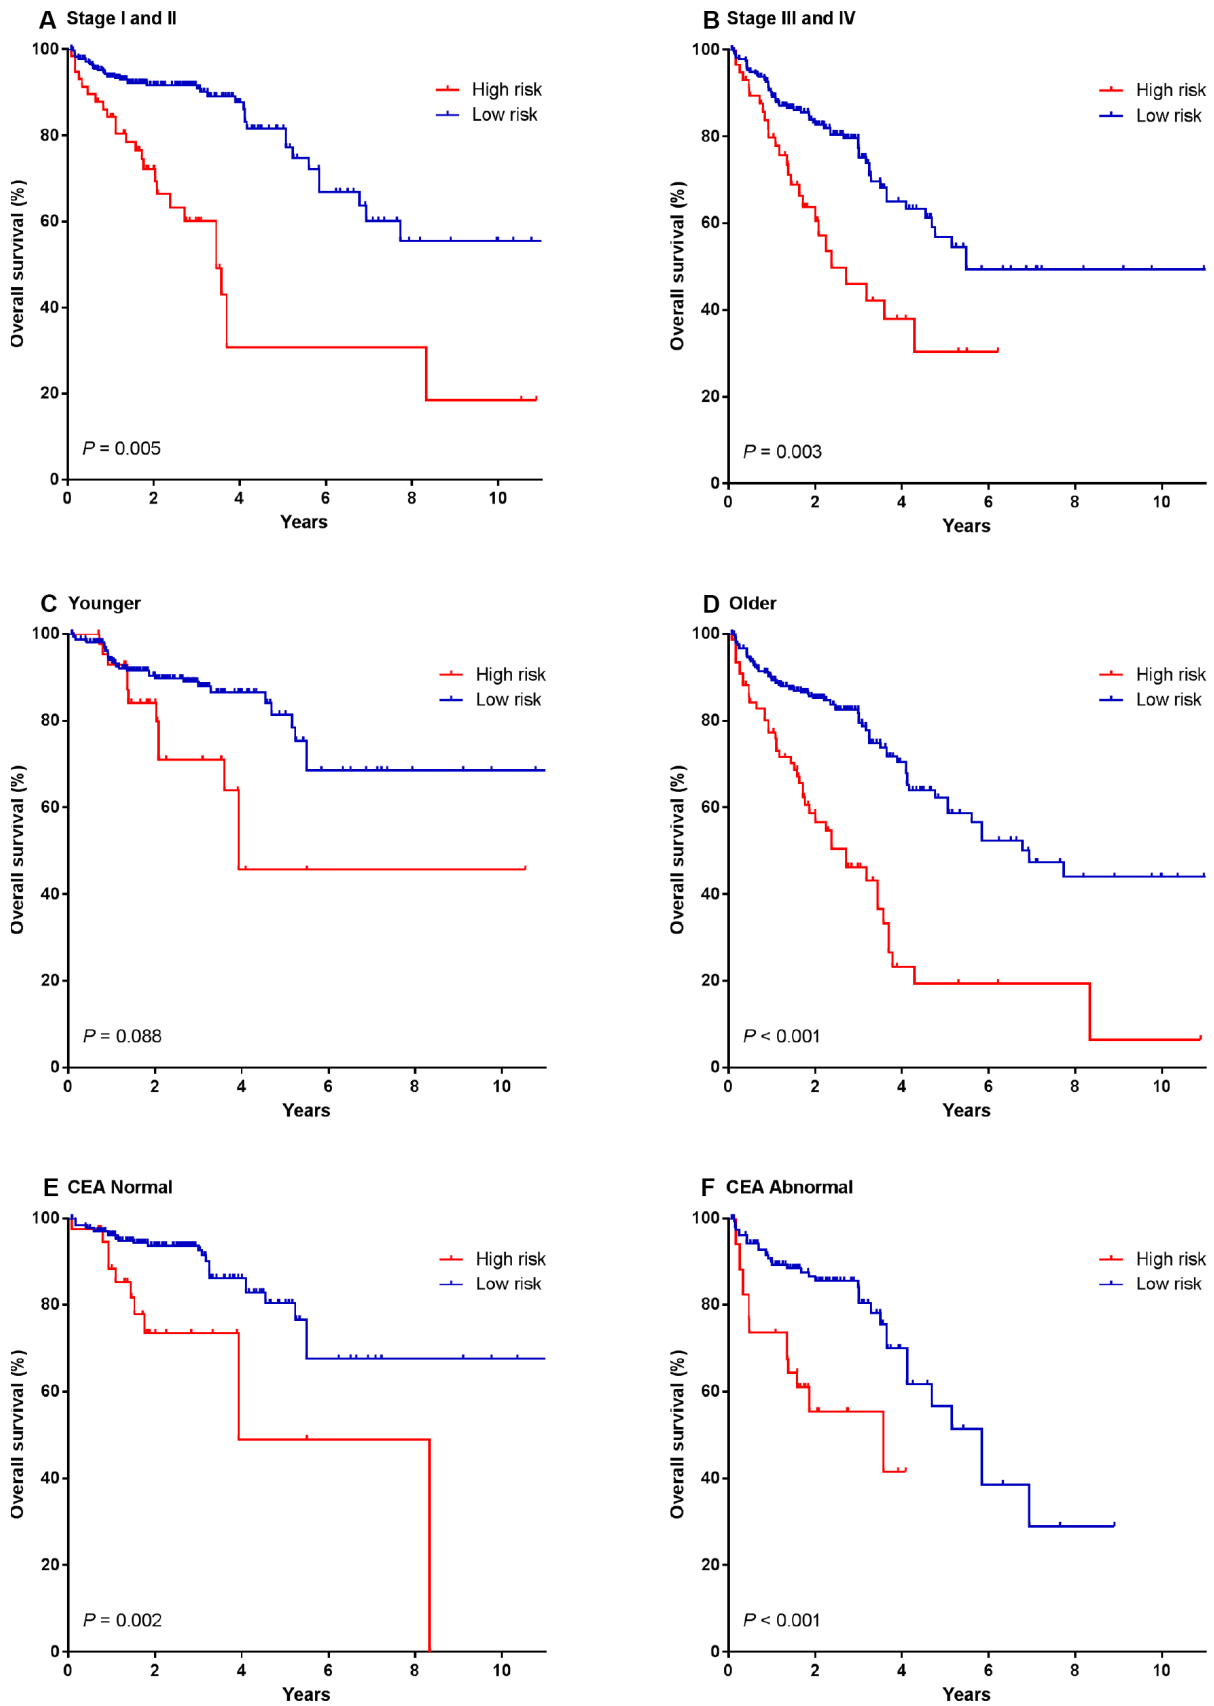 A Stage I and II
100
80
60
40
20
0
Overall survival (%)
High risk
Low risk
P = 0.005
0 2 4 6 8 10
Years
B Stage III and IV
100
80
60
40
20
0
Overall survival (%)
High risk
Low risk
P = 0.003
0 2 4 6 8 10
Years
C Younger
100
80
60
40
20
0
Overall survival (%)
High risk
Low risk
P = 0.088
0 2 4 6 8 10
Years
D Older
100
80
60
40
20
0
Overall survival (%)
High risk
Low risk
P < 0.001
0 2 4 6 8 10
Years
E CEA Normal
100
80
60
40
20
0
Overall survival (%)
High risk
Low risk
P = 0.002
0 2 4 6 8 10
Years
F CEA Abnormal
100
80
60
40
20
0
Overall survival (%)
High risk
Low risk
P < 0.001
0 2 4 6 8 10
Years